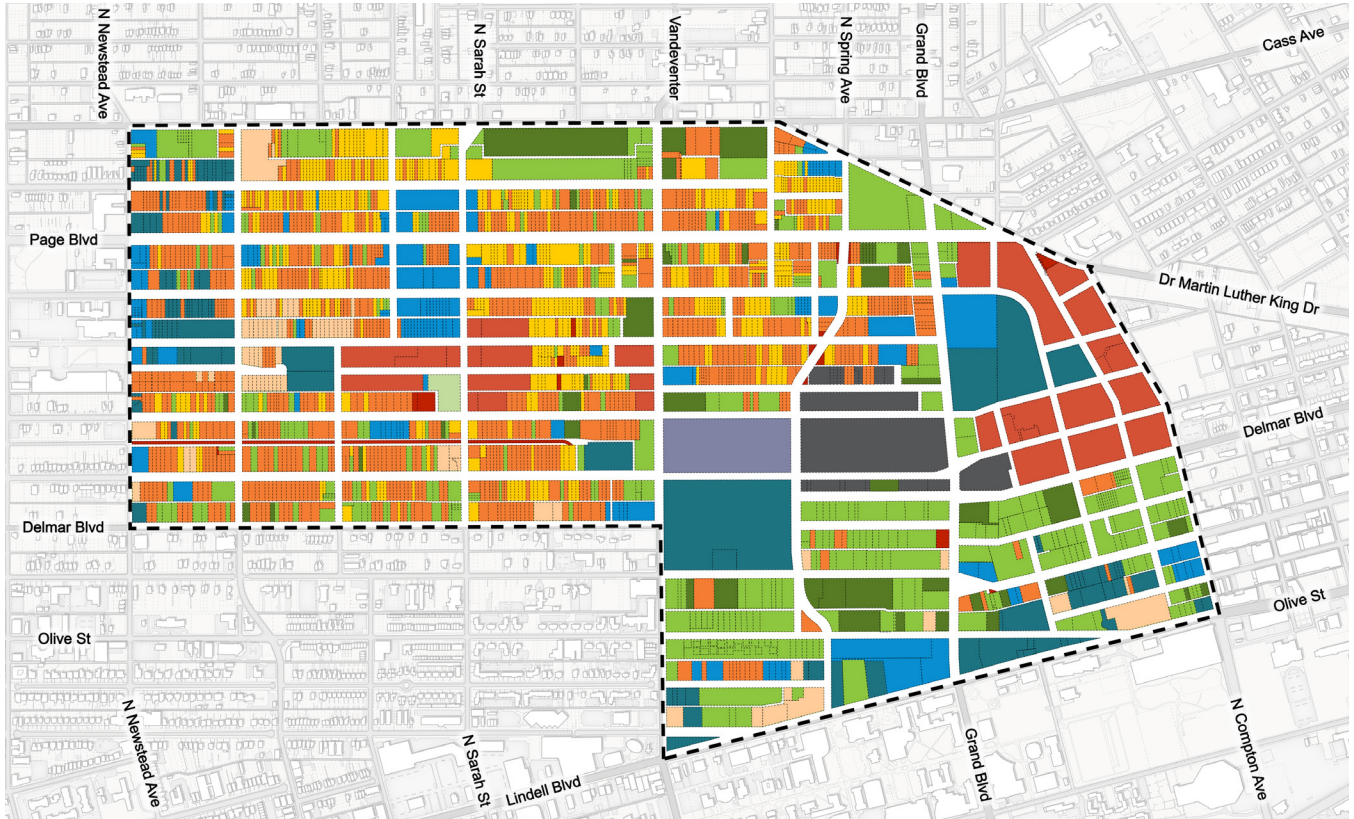 N Newstead Ave
N Sarah St
Vandeventer
N Spring Ave
Grand Blvd
Cass Ave
Page Blvd
Dr Martin Luther King Dr
Delmar Blvd
Delmar Blvd
Olive St
Olive St
N Newstead Ave
N Sarah St
Lindell Blvd
Grand Blvd
N Compton Ave